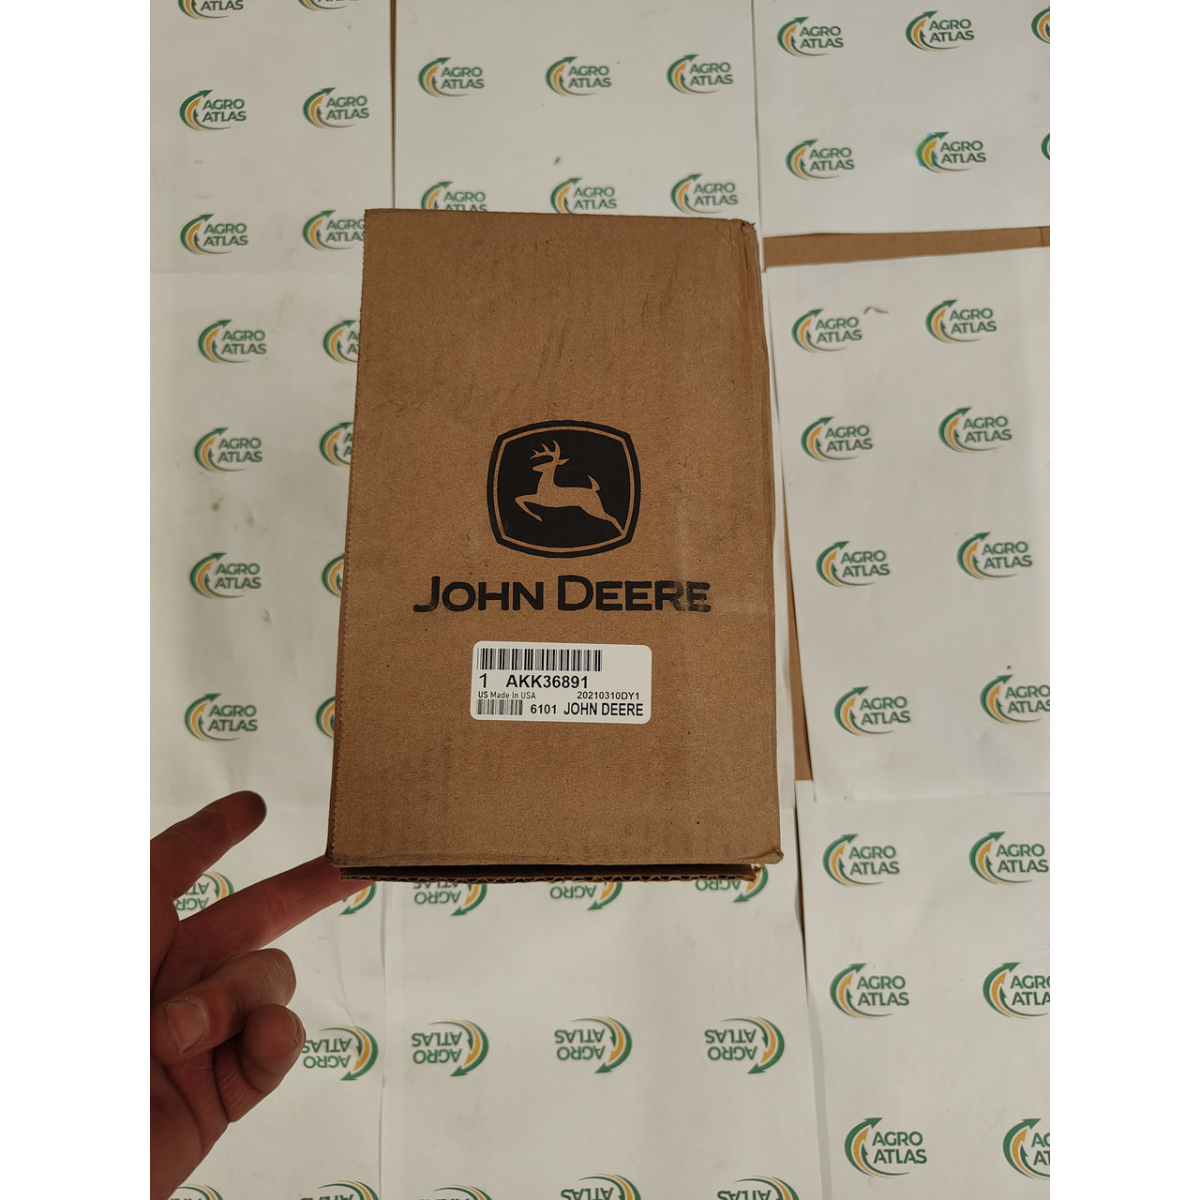 JOHN DEERE
1 AKK36891
US Made In USA 20210310DY1
6101 JOHN DEERE
AGRO
ATLAS